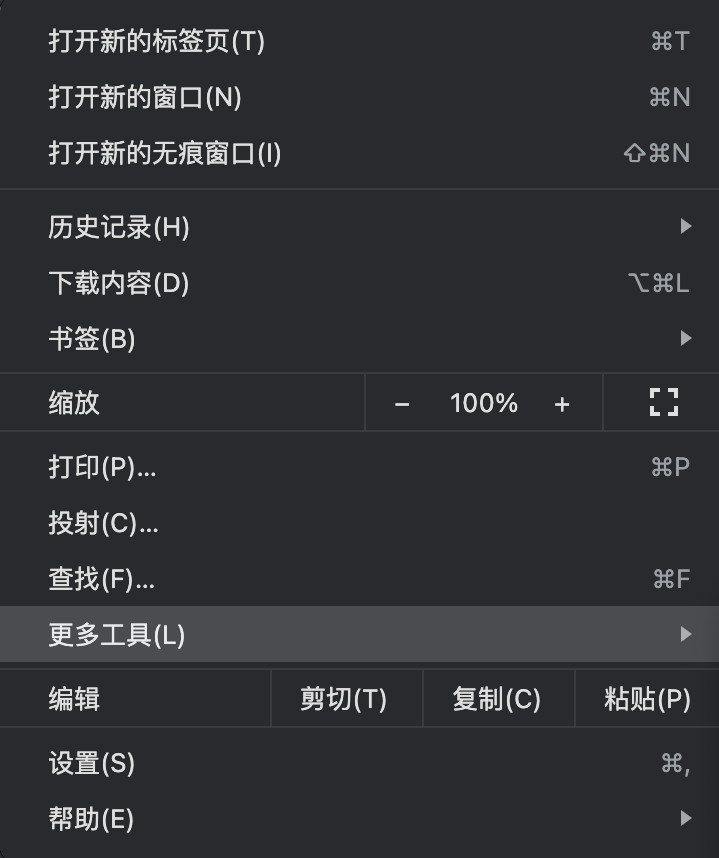 打开新的标签页(T) ⌘T
打开新的窗口(N) ⌘N
打开新的无痕窗口(I) ⇧⌘N
历史记录(H)
下载内容(D) ⌥⌘L
书签(B)
缩放 − 100% +
打印(P)... ⌘P
投射(C)...
查找(F)... ⌘F
更多工具(L)
编辑 剪切(T) 复制(C) 粘贴(P)
设置(S) ⌘,
帮助(E)